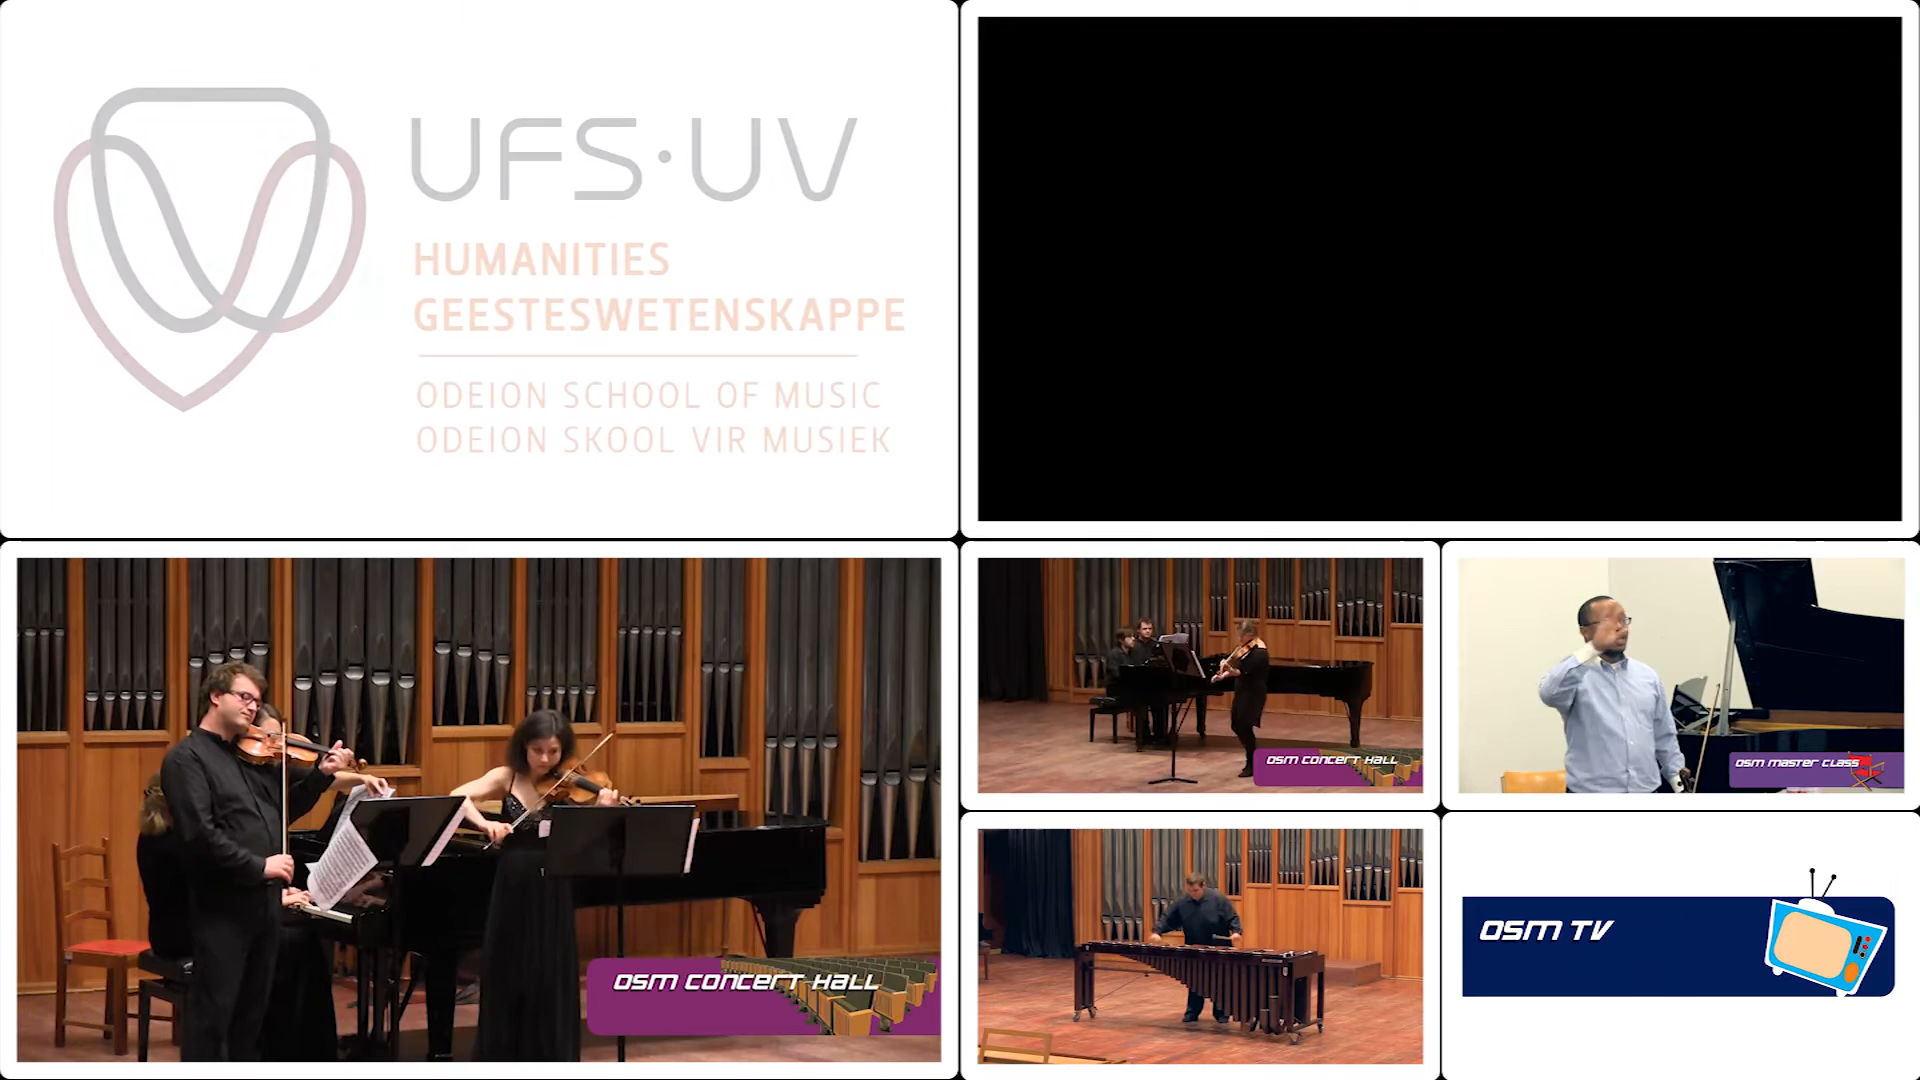 UFS·UV
HUMANITIES
GEESTESWETENSKAPPE
ODEION SCHOOL OF MUSIC
ODEION SKOOL VIR MUSIEK
OSM CONCERT HALL
OSM CONCERT HALL
OSM MASTER CLASS
OSM TV